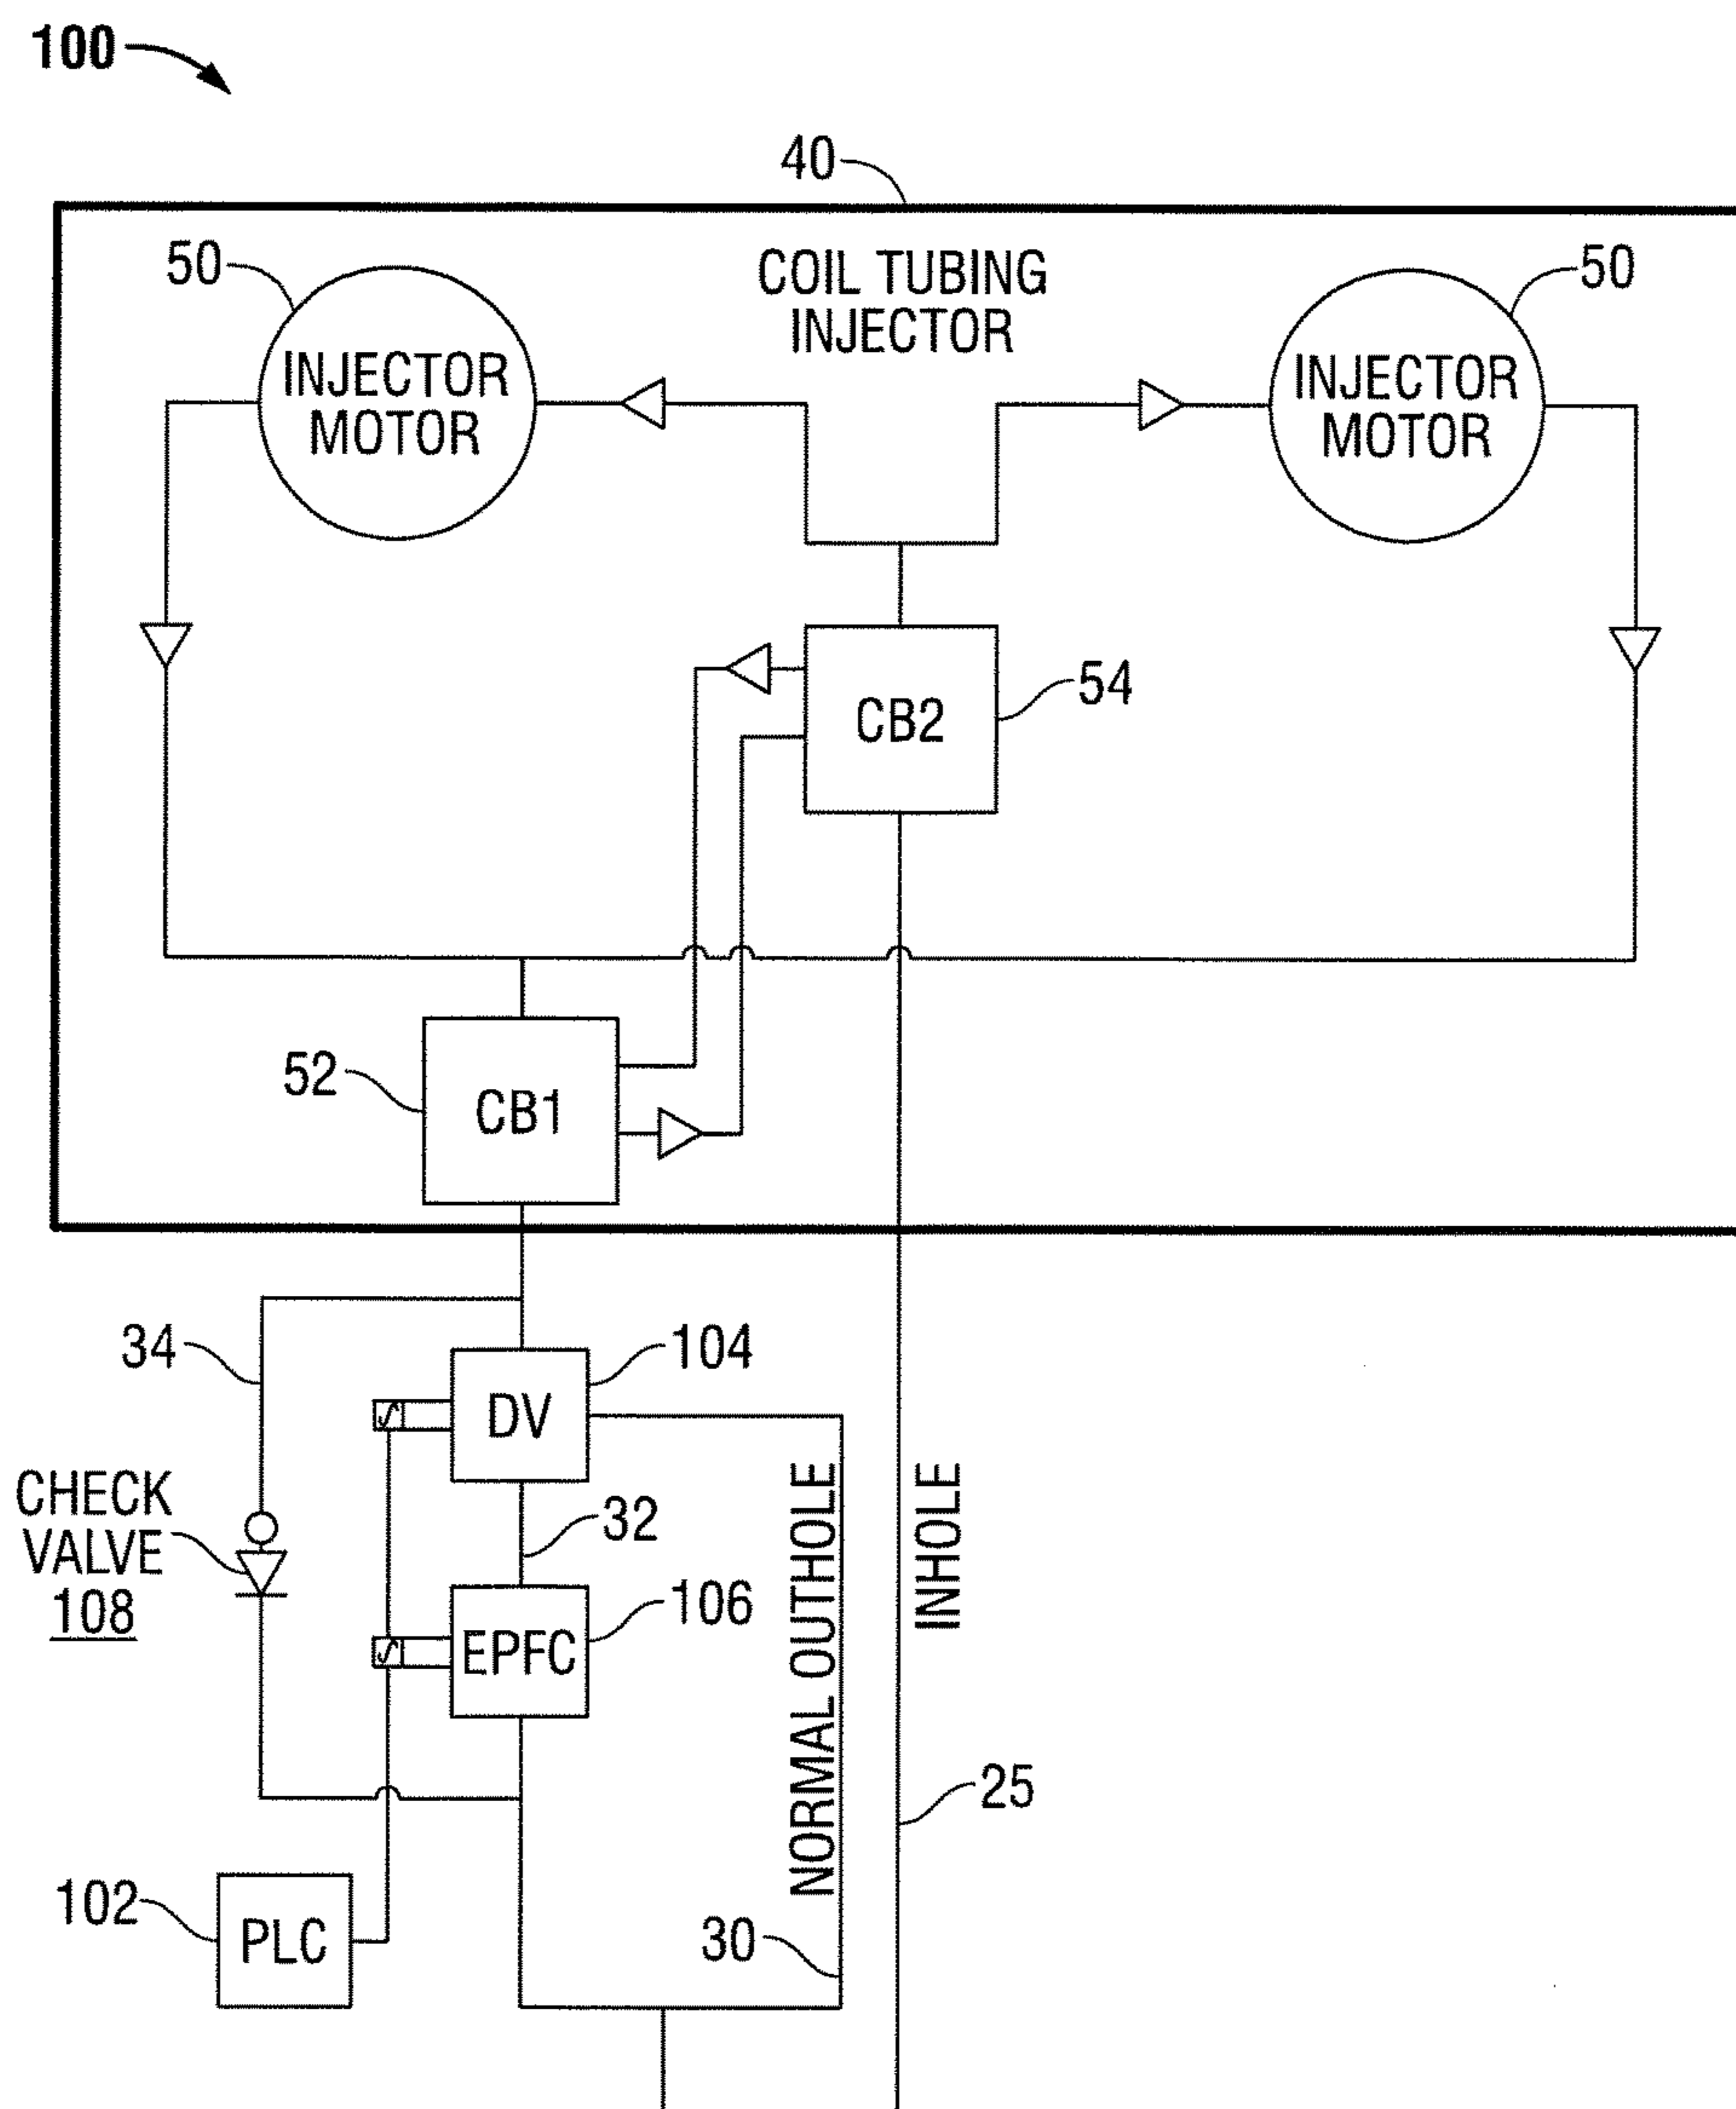 100
40
50
COIL TUBING
INJECTOR
50
INJECTOR
MOTOR
INJECTOR
MOTOR
CB2
54
52
CB1
34
104
DV
CHECK
VALVE
108
32
106
EPFC
NORMAL OUTHOLE
INHOLE
25
102
PLC
30